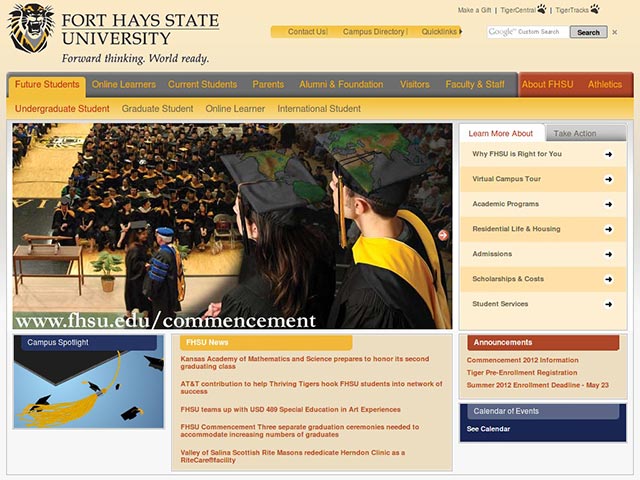 FORT HAYS STATE
UNIVERSITY
Forward thinking. World ready.
Make a Gift | TigerCentral | TigerTracks
Contact Us | Campus Directory | Quicklinks
Google™ Custom Search Search ×
Future Students Online Learners Current Students Parents Alumni & Foundation Visitors Faculty & Staff About FHSU Athletics
Undergraduate Student Graduate Student Online Learner International Student
www.fhsu.edu/commencement
Learn More About Take Action
Why FHSU is Right for You
Virtual Campus Tour
Academic Programs
Residential Life & Housing
Admissions
Scholarships & Costs
Student Services
Campus Spotlight
FHSU News
Kansas Academy of Mathematics and Science prepares to honor its second
graduating class
AT&T contribution to help Thriving Tigers hook FHSU students into network of
success
FHSU teams up with USD 489 Special Education in Art Experiences
FHSU Commencement Three separate graduation ceremonies needed to
accommodate increasing numbers of graduates
Valley of Salina Scottish Rite Masons rededicate Herndon Clinic as a
RiteCare®facility
Announcements
Commencement 2012 Information
Tiger Pre-Enrollment Registration
Summer 2012 Enrollment Deadline - May 23
Calendar of Events
See Calendar